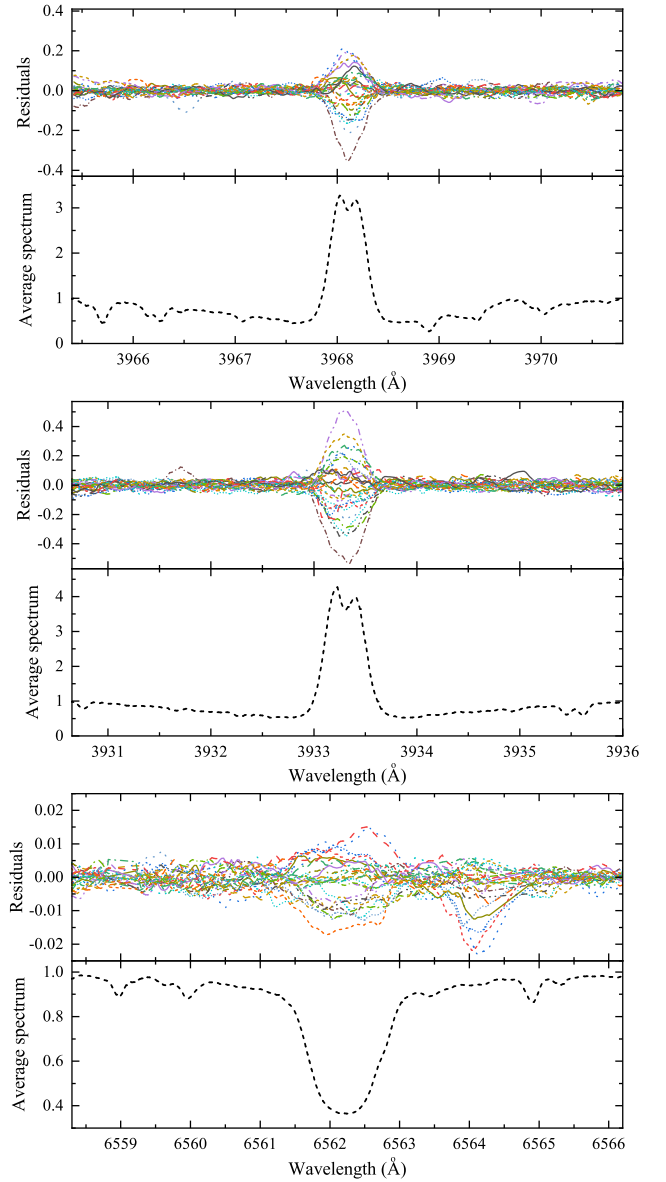 0.4
0.2
0.0
-0.2
-0.4
Residuals
3
2
1
0
Average spectrum
3966 3967 3968 3969 3970
Wavelength (Å)
0.4
0.2
0.0
-0.2
-0.4
Residuals
4
3
2
1
0
Average spectrum
3931 3932 3933 3934 3935 3936
Wavelength (Å)
0.02
0.01
0.00
-0.01
-0.02
Residuals
1.0
0.8
0.6
0.4
Average spectrum
6559 6560 6561 6562 6563 6564 6565 6566
Wavelength (Å)